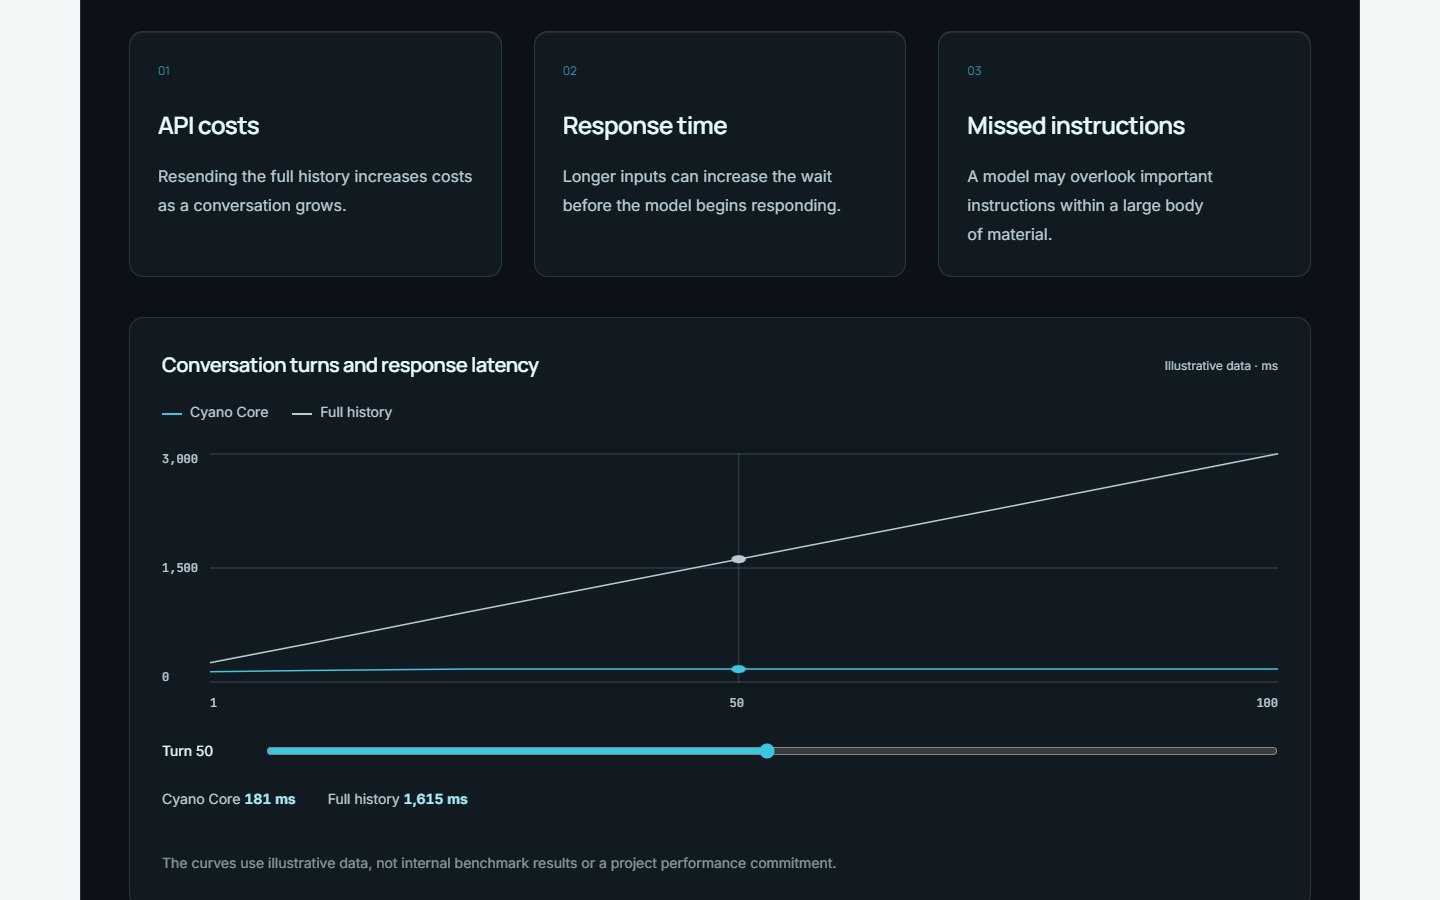 01
API costs
Resending the full history increases costs
as a conversation grows.
02
Response time
Longer inputs can increase the wait
before the model begins responding.
03
Missed instructions
A model may overlook important
instructions within a large body
of material.
Conversation turns and response latency
Illustrative data · ms
Cyano Core
Full history
3,000
1,500
0
1
50
100
Turn 50
Cyano Core 181 ms
Full history 1,615 ms
The curves use illustrative data, not internal benchmark results or a project performance commitment.